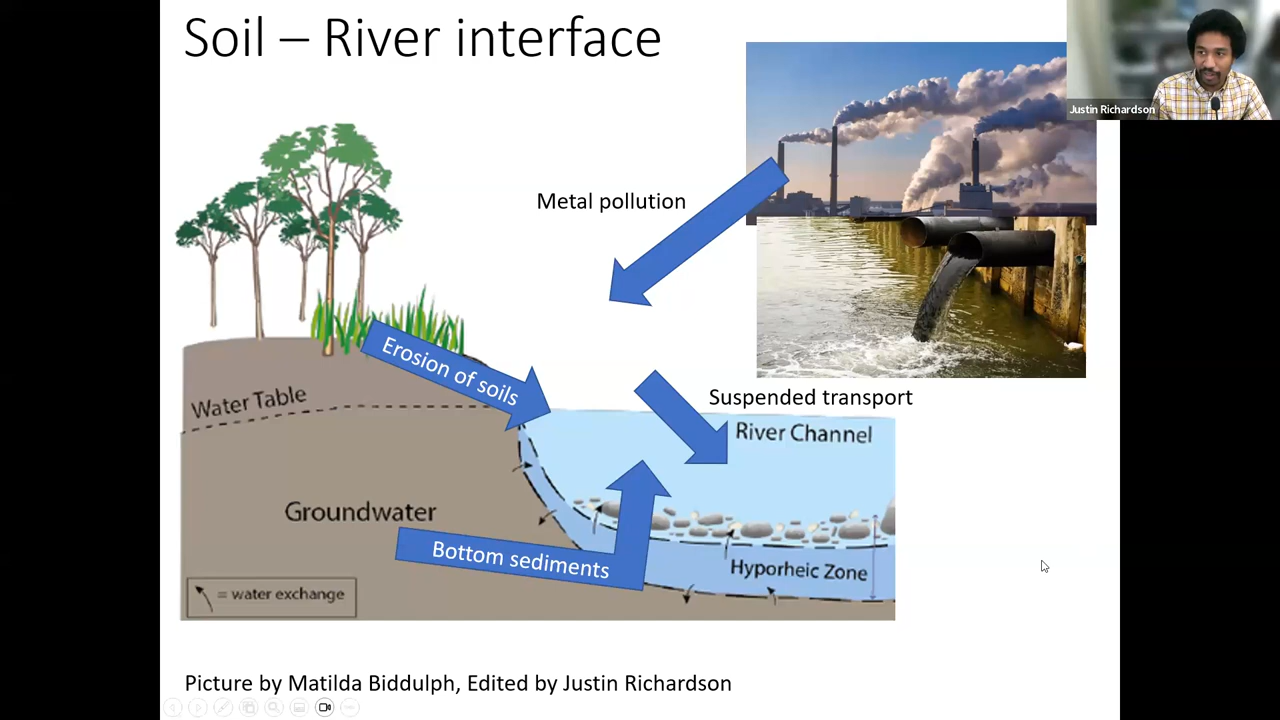 Soil – River interface
Justin Richardson
Metal pollution
Erosion of soils
Suspended transport
Water Table
River Channel
Groundwater
Bottom sediments
Hyporheic Zone
= water exchange
Picture by Matilda Biddulph, Edited by Justin Richardson